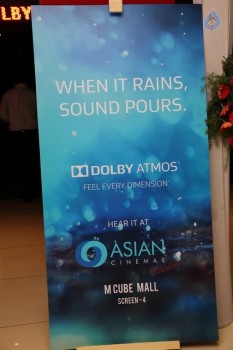 OLBY
WHEN IT RAINS,
SOUND POURS.
DOLBY ATMOS
FEEL EVERY DIMENSION
HEAR IT AT
ASIAN
CINEMAS
M CUBE MALL
SCREEN - 4